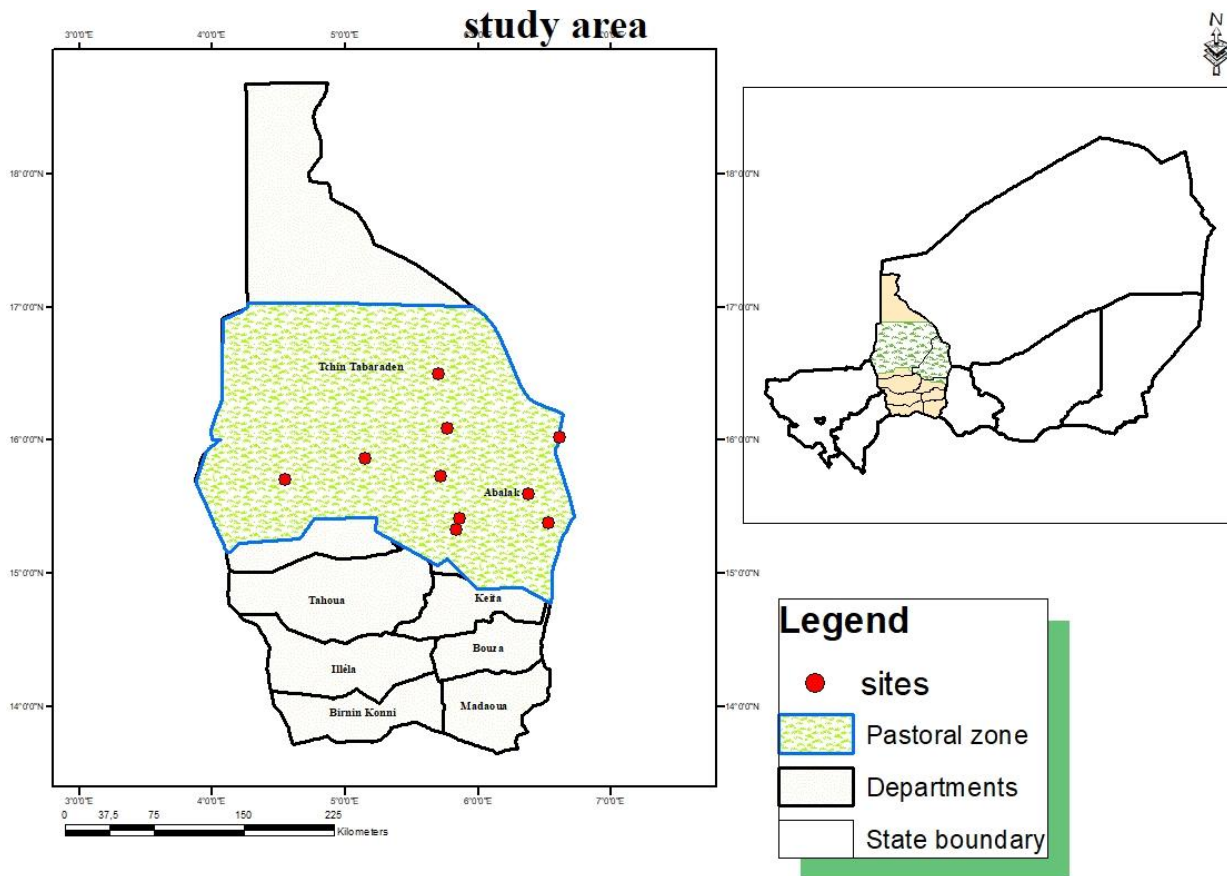 study area
3°0'0"E 4°0'0"E 5°0'0"E
N
18°0'0"N 18°0'0"N
17°0'0"N 17°0'0"N
Tchin Tabaraden
16°0'0"N 16°0'0"N
Abalak
15°0'0"N 15°0'0"N
Keita
Tahoua
Bouza
Illéla
Madaoua
Birnin Konni
14°0'0"N 14°0'0"N
3°0'0"E 4°0'0"E 5°0'0"E 6°0'0"E 7°0'0"E
0 37,5 75 150 225
Kilometers
Legend
sites
Pastoral zone
Departments
State boundary